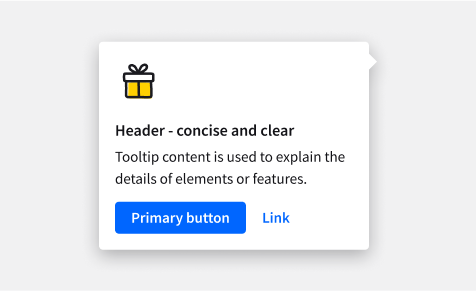 Header - concise and clear
Tooltip content is used to explain the
details of elements or features.
Primary button Link